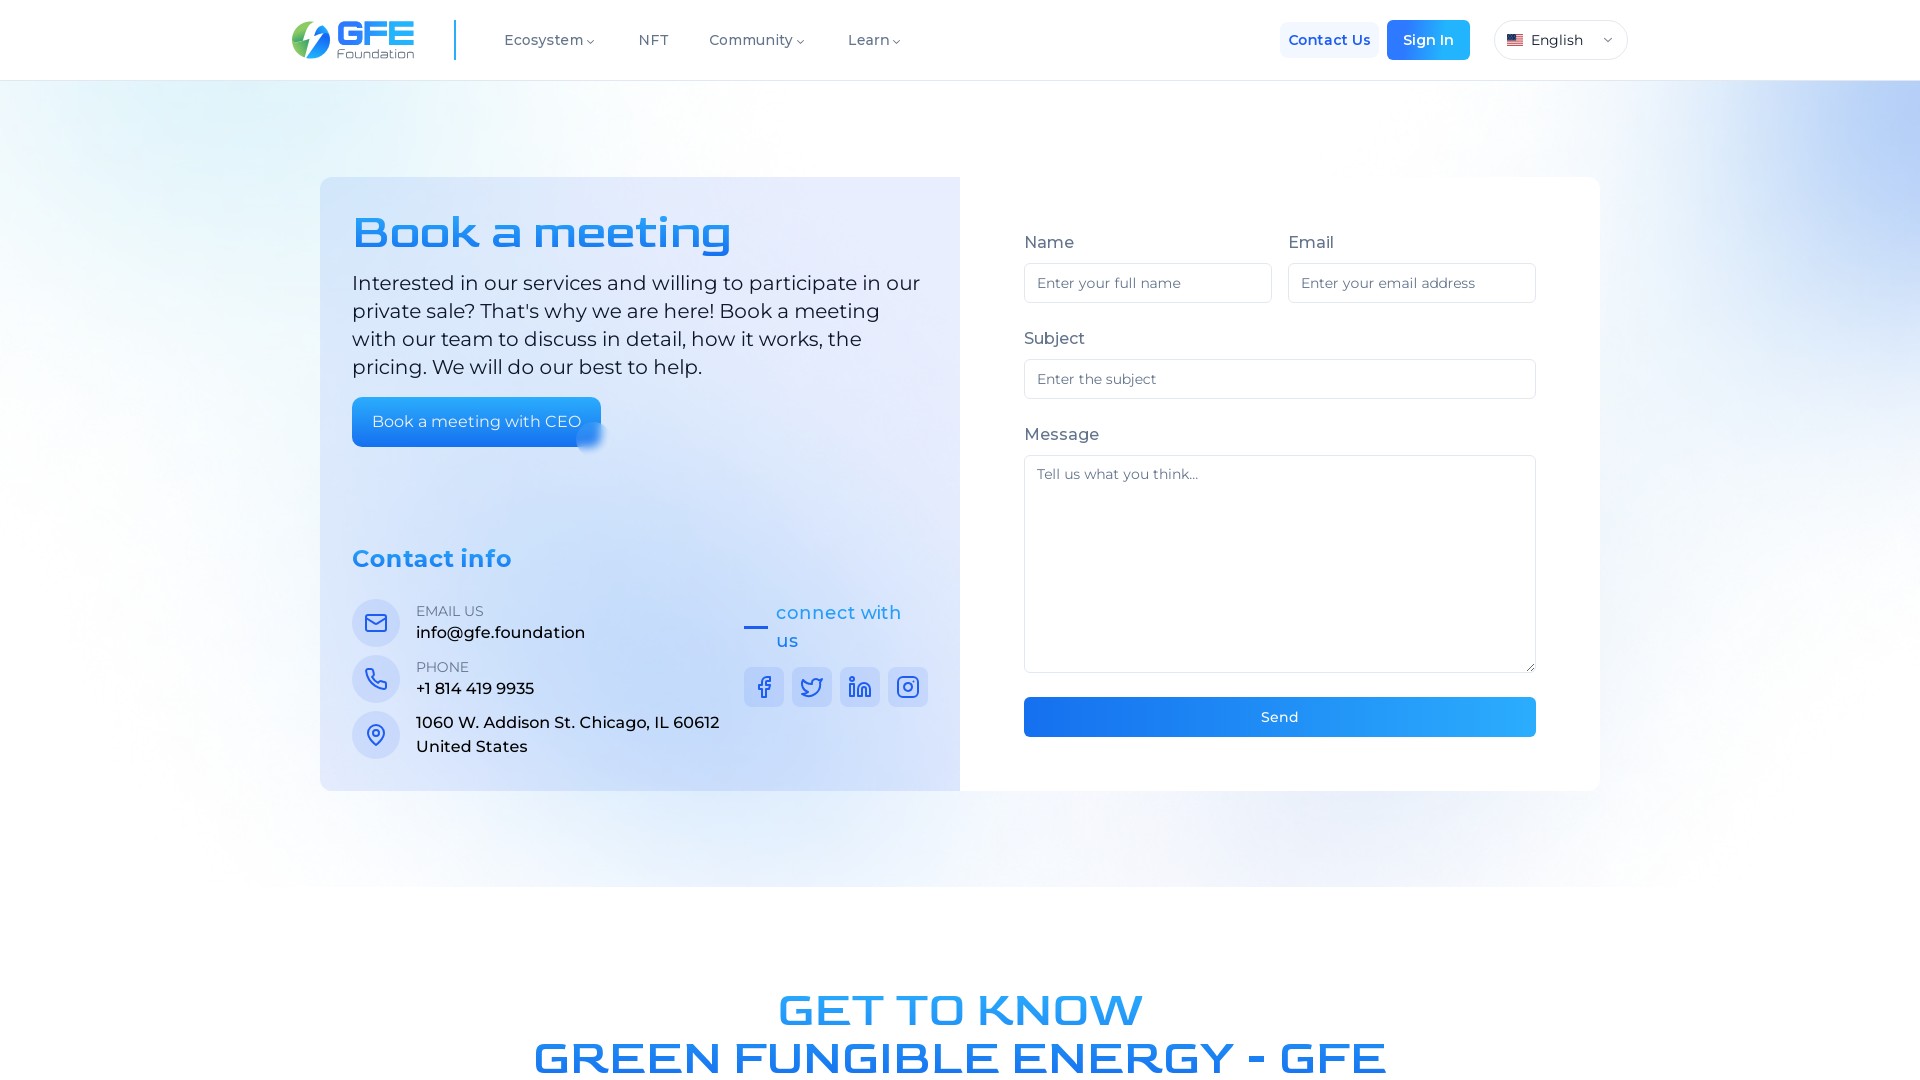 GFE
Foundation
Ecosystem
NFT
Community
Learn
Contact Us
Sign In
English
Book a meeting
Interested in our services and willing to participate in our
private sale? That's why we are here! Book a meeting
with our team to discuss in detail, how it works, the
pricing. We will do our best to help.
Book a meeting with CEO
Contact info
EMAIL US
info@gfe.foundation
PHONE
+1 814 419 9935
1060 W. Addison St. Chicago, IL 60612
United States
connect with
us
Name
Enter your full name
Email
Enter your email address
Subject
Enter the subject
Message
Tell us what you think...
Send
GET TO KNOW
GREEN FUNGIBLE ENERGY - GFE